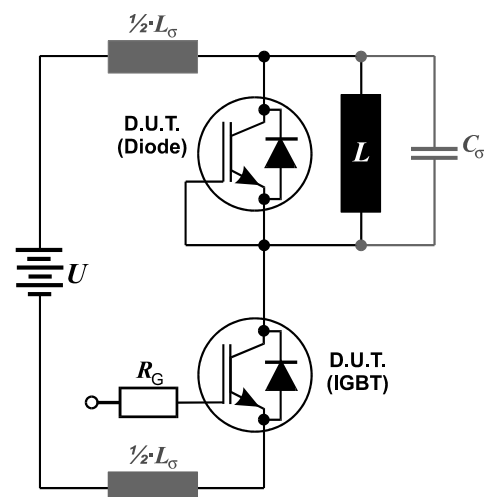 ½·Lσ
D.U.T.
(Diode)
L
Cσ
U
D.U.T.
(IGBT)
RG
½·Lσ